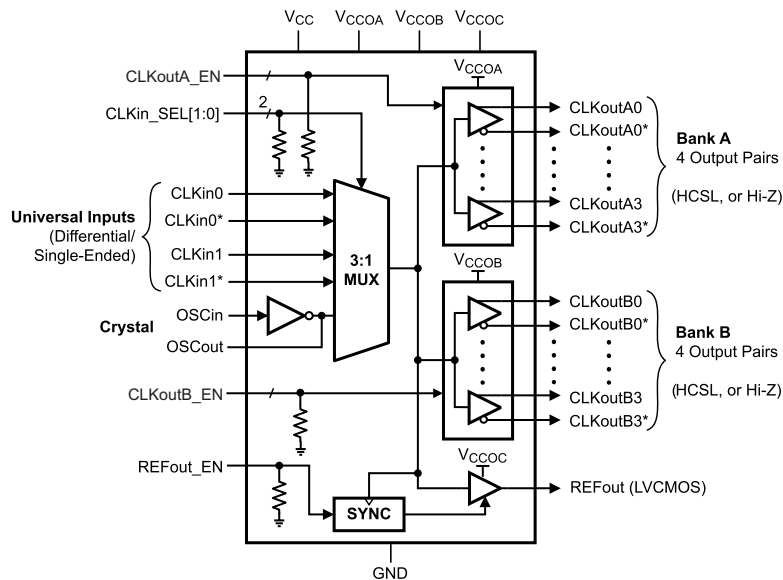 VCC VCCOA VCCOB VCCOC
CLKoutA_EN
2
CLKin_SEL[1:0]
Universal Inputs
(Differential/
Single-Ended)
CLKin0
CLKin0*
CLKin1
CLKin1*
Crystal
OSCin
OSCout
3:1
MUX
CLKoutB_EN
REFout_EN
SYNC
VCCOA
CLKoutA0
CLKoutA0*
CLKoutA3
CLKoutA3*
Bank A
4 Output Pairs
(HCSL, or Hi-Z)
VCCOB
CLKoutB0
CLKoutB0*
CLKoutB3
CLKoutB3*
Bank B
4 Output Pairs
(HCSL, or Hi-Z)
VCCOC
REFout (LVCMOS)
GND